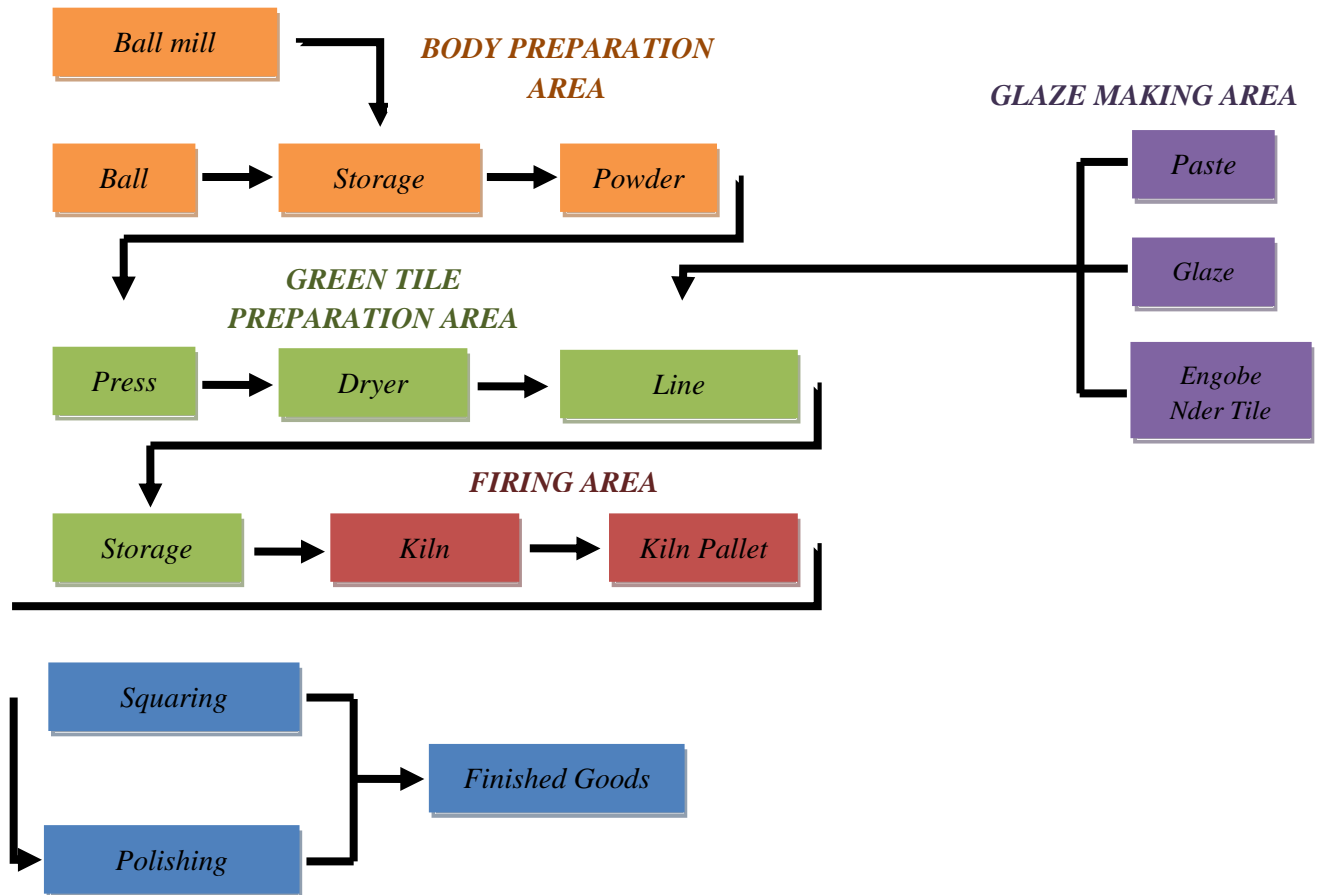 Ball mill
BODY PREPARATION
AREA
GLAZE MAKING AREA
Paste
Ball
Storage
Powder
Glaze
GREEN TILE
PREPARATION AREA
Press
Dryer
Line
Engobe
Nder Tile
FIRING AREA
Storage
Kiln
Kiln Pallet
Squaring
Finished Goods
Polishing